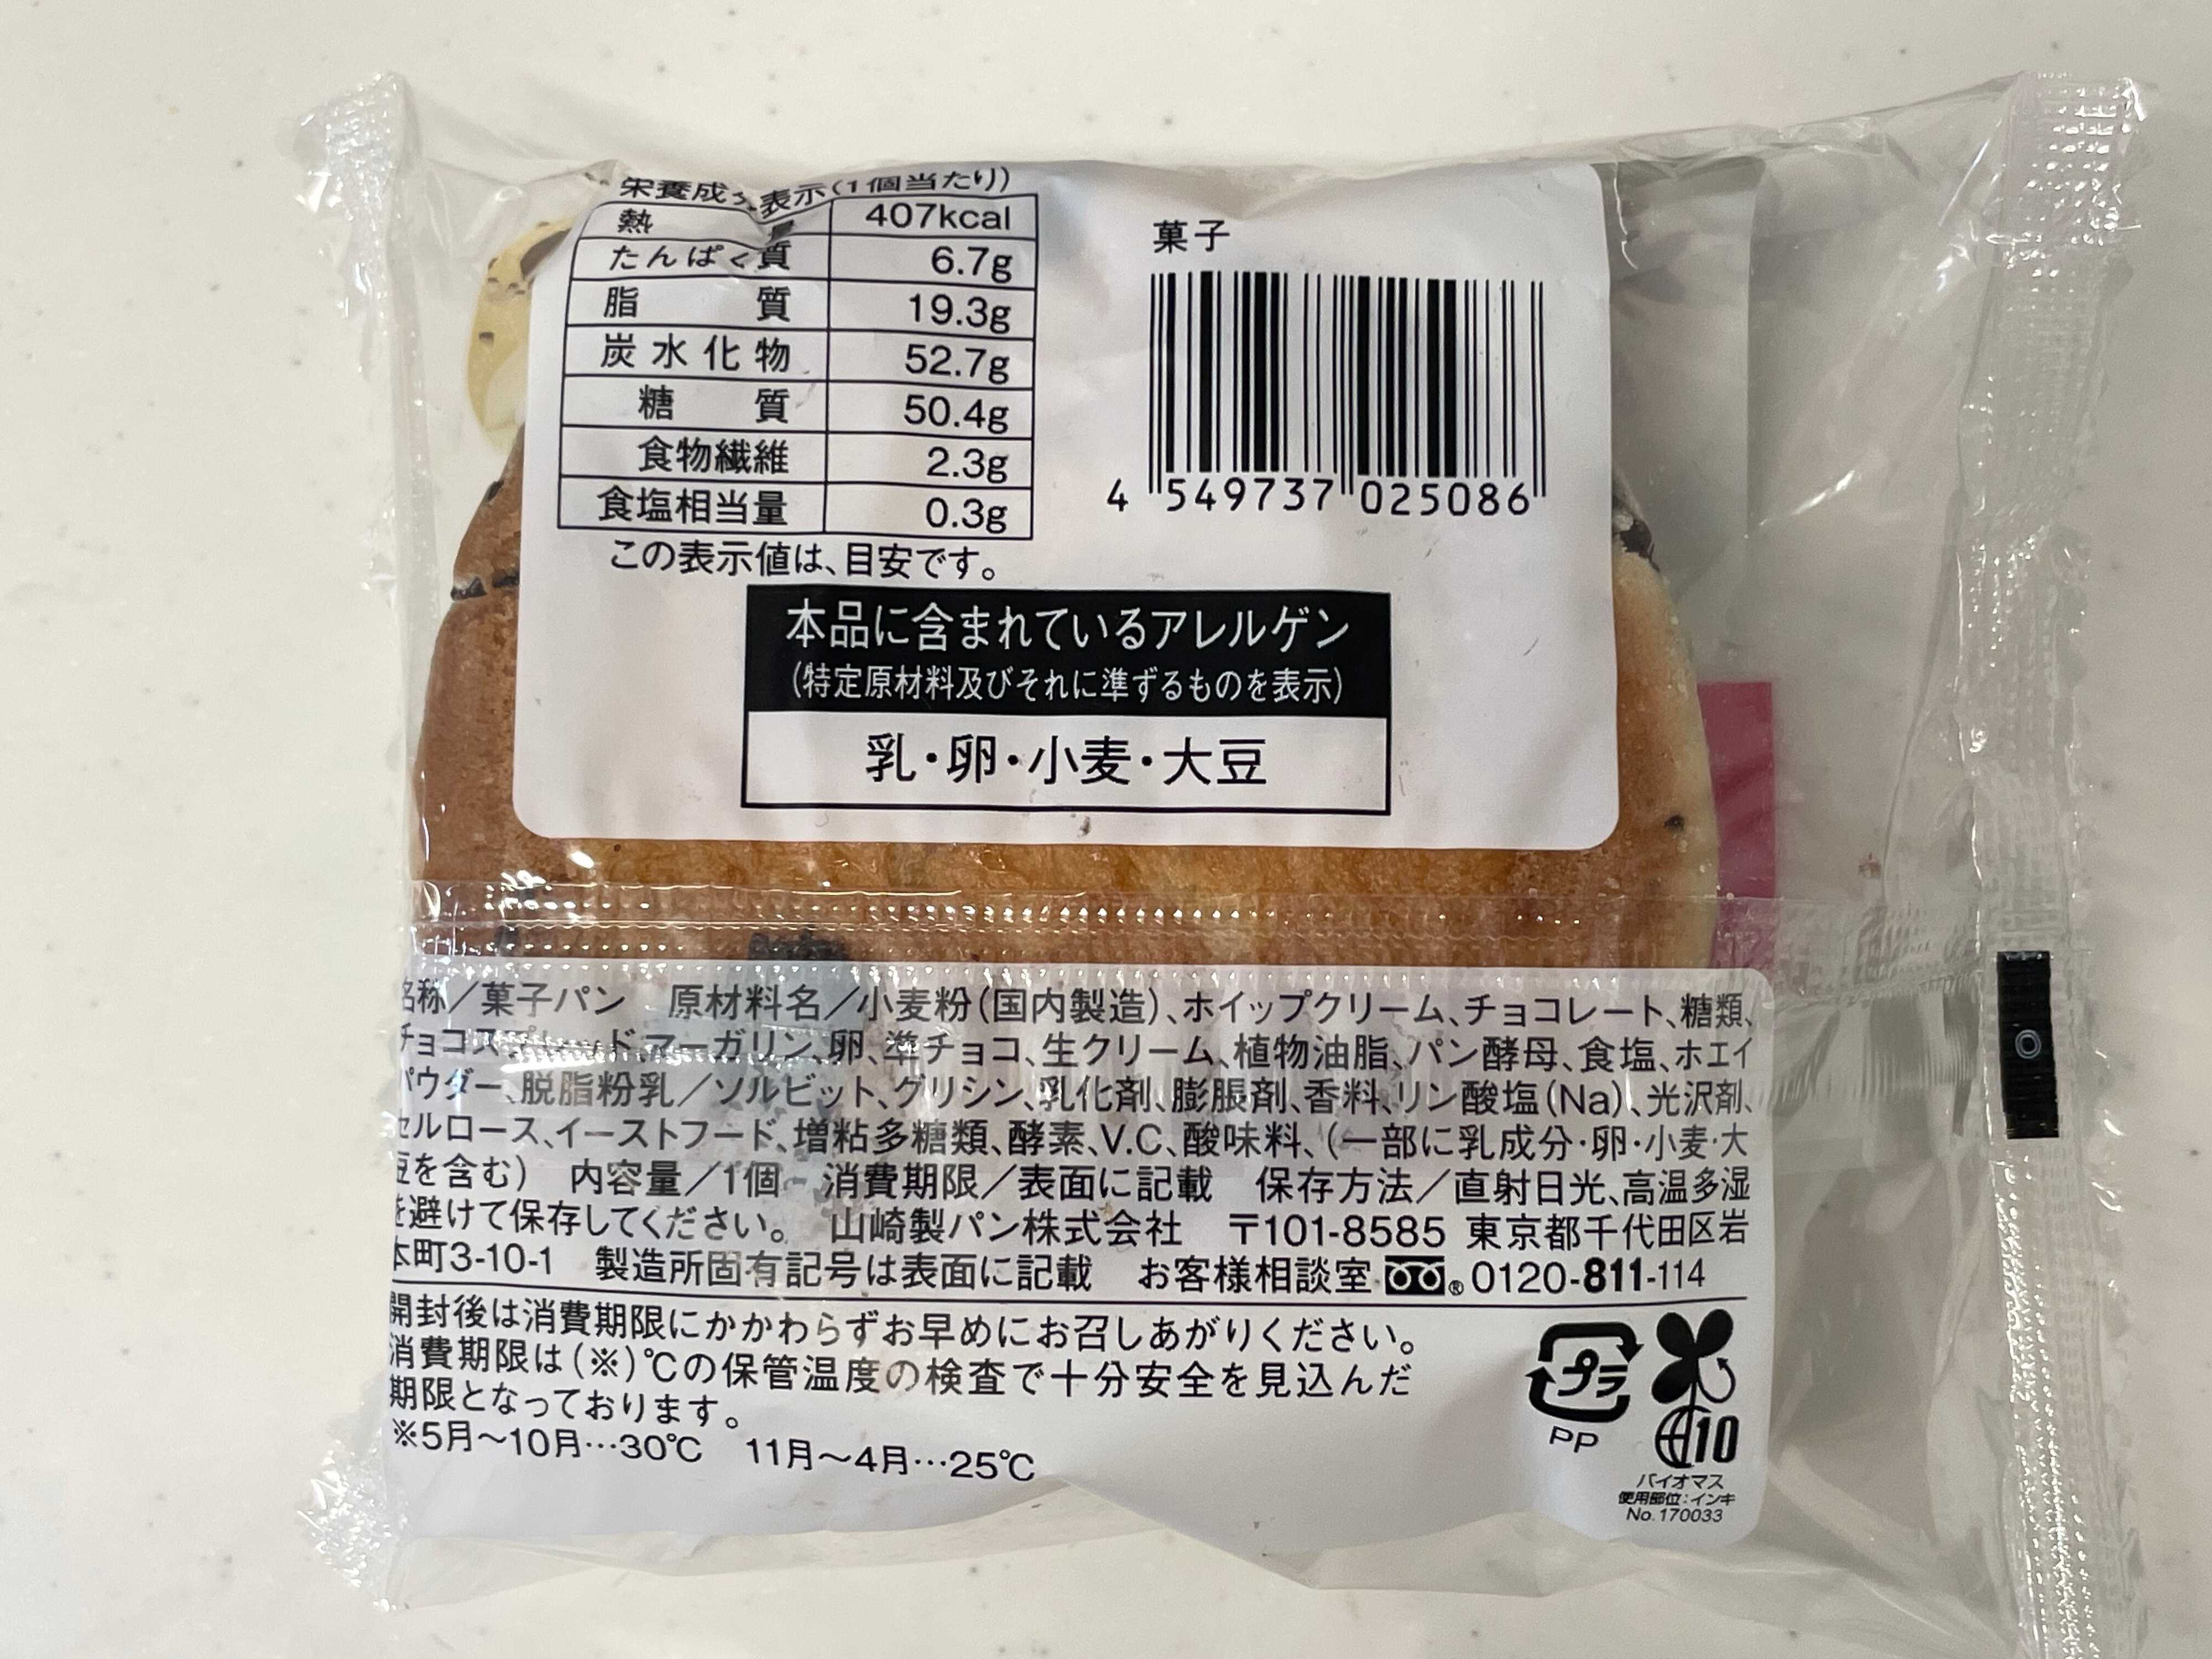 栄養成分表示(1個当たり)
熱量 407kcal
たんぱく質 6.7g
脂質 19.3g
炭水化物 52.7g
糖質 50.4g
食物繊維 2.3g
食塩相当量 0.3g
この表示値は、目安です。
菓子
4 549737 025086
本品に含まれているアレルゲン
(特定原材料及びそれに準ずるものを表示)
乳・卵・小麦・大豆
名称／菓子パン 原材料名／小麦粉(国内製造)、ホイップクリーム、チョコレート、糖類、
チョコスプレッド、マーガリン、卵、準チョコ、生クリーム、植物油脂、パン酵母、食塩、ホエイ
パウダー、脱脂粉乳／ソルビット、グリシン、乳化剤、膨脹剤、香料、リン酸塩(Na)、光沢剤、
セルロース、イーストフード、増粘多糖類、酵素、V.C、酸味料、(一部に乳成分・卵・小麦・大
豆を含む) 内容量／1個 消費期限／表面に記載 保存方法／直射日光、高温多湿
を避けて保存してください。 山崎製パン株式会社 〒101-8585 東京都千代田区岩
本町3-10-1 製造所固有記号は表面に記載 お客様相談室 ®0120-811-114
開封後は消費期限にかかわらずお早めにお召しあがりください。
消費期限は(※)℃の保管温度の検査で十分安全を見込んだ
期限となっております。
※5月～10月…30℃ 11月～4月…25℃
プラ
PP
10
バイオマス
使用部位：インキ
No.170033